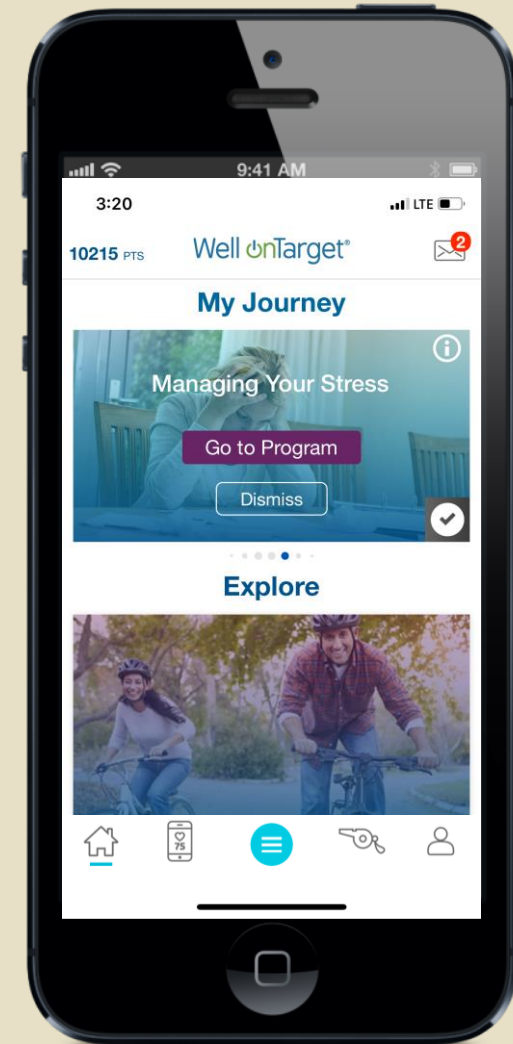 9:41 AM
3:20 LTE
10215 PTS Well onTarget® 2
My Journey
Managing Your Stress
Go to Program
Dismiss
Explore
75